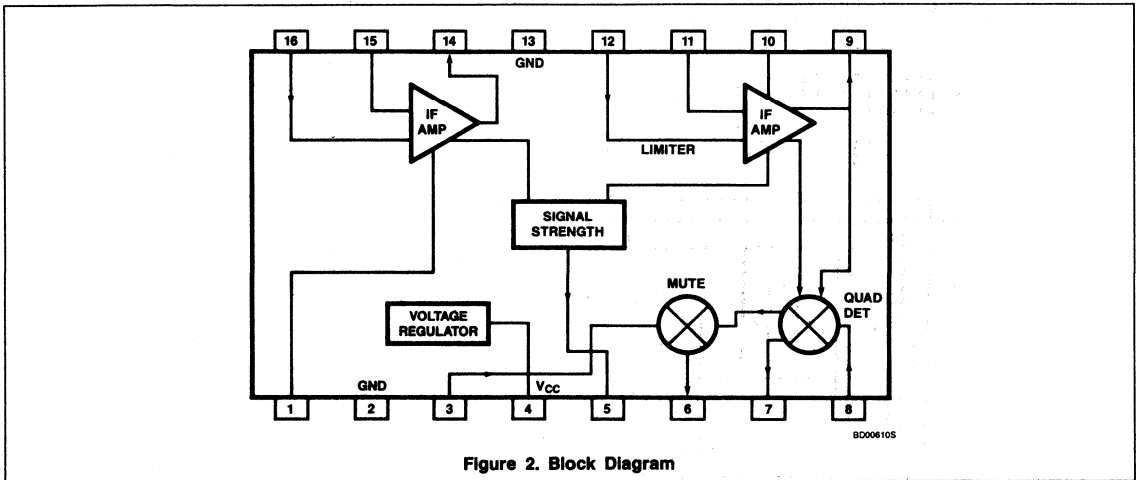 16 15 14 13 12 11 10 9
GND
IF
AMP
IF
AMP
LIMITER
SIGNAL
STRENGTH
MUTE
QUAD
DET
VOLTAGE
REGULATOR
GND
VCC
1 2 3 4 5 6 7 8
BD00610S
Figure 2. Block Diagram